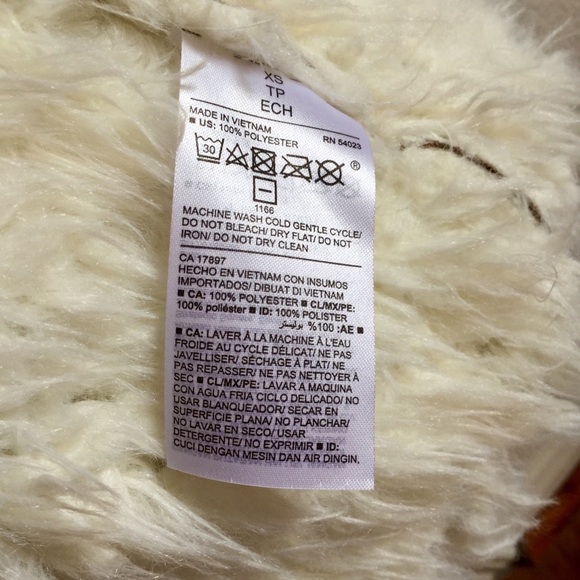 XS
TP
ECH
MADE IN VIETNAM RN 54023
■ US: 100% POLYESTER
30
®
1166
MACHINE WASH COLD GENTLE CYCLE/
DO NOT BLEACH/ DRY FLAT/ DO NOT
IRON/ DO NOT DRY CLEAN
CA 17897
HECHO EN VIETNAM CON INSUMOS
IMPORTADOS/ DIBUAT DI VIETNAM
■ CA: 100% POLYESTER ■ CL/MX/PE:
100% poliéster ■ ID: 100% POLISTER
■ AE: 100% بوليستر
■ CA: LAVER À LA MACHINE À L'EAU
FROIDE AU CYCLE DÉLICAT/ NE PAS
JAVELLISER/ SÉCHAGE À PLAT/ NE
PAS REPASSER/ NE PAS NETTOYER À
SEC ■ CL/MX/PE: LAVAR A MAQUINA
CON AGUA FRIA CICLO DELICADO/ NO
USAR BLANQUEADOR/ SECAR EN
SUPERFICIE PLANA/ NO PLANCHAR/
NO LAVAR EN SECO/ USAR
DETERGENTE/ NO EXPRIMIR ■ ID:
CUCI DENGAN MESIN DAN AIR DINGIN,